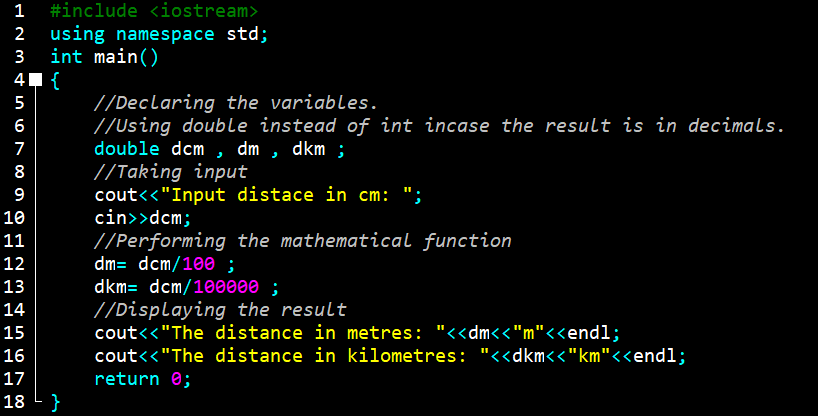 1 #include <iostream>
2 using namespace std;
3 int main()
4 {
5 //Declaring the variables.
6 //Using double instead of int incase the result is in decimals.
7 double dcm , dm , dkm ;
8 //Taking input
9 cout<<"Input distace in cm: ";
10 cin>>dcm;
11 //Performing the mathematical function
12 dm= dcm/100 ;
13 dkm= dcm/100000 ;
14 //Displaying the result
15 cout<<"The distance in metres: "<<dm<<"m"<<endl;
16 cout<<"The distance in kilometres: "<<dkm<<"km"<<endl;
17 return 0;
18 }